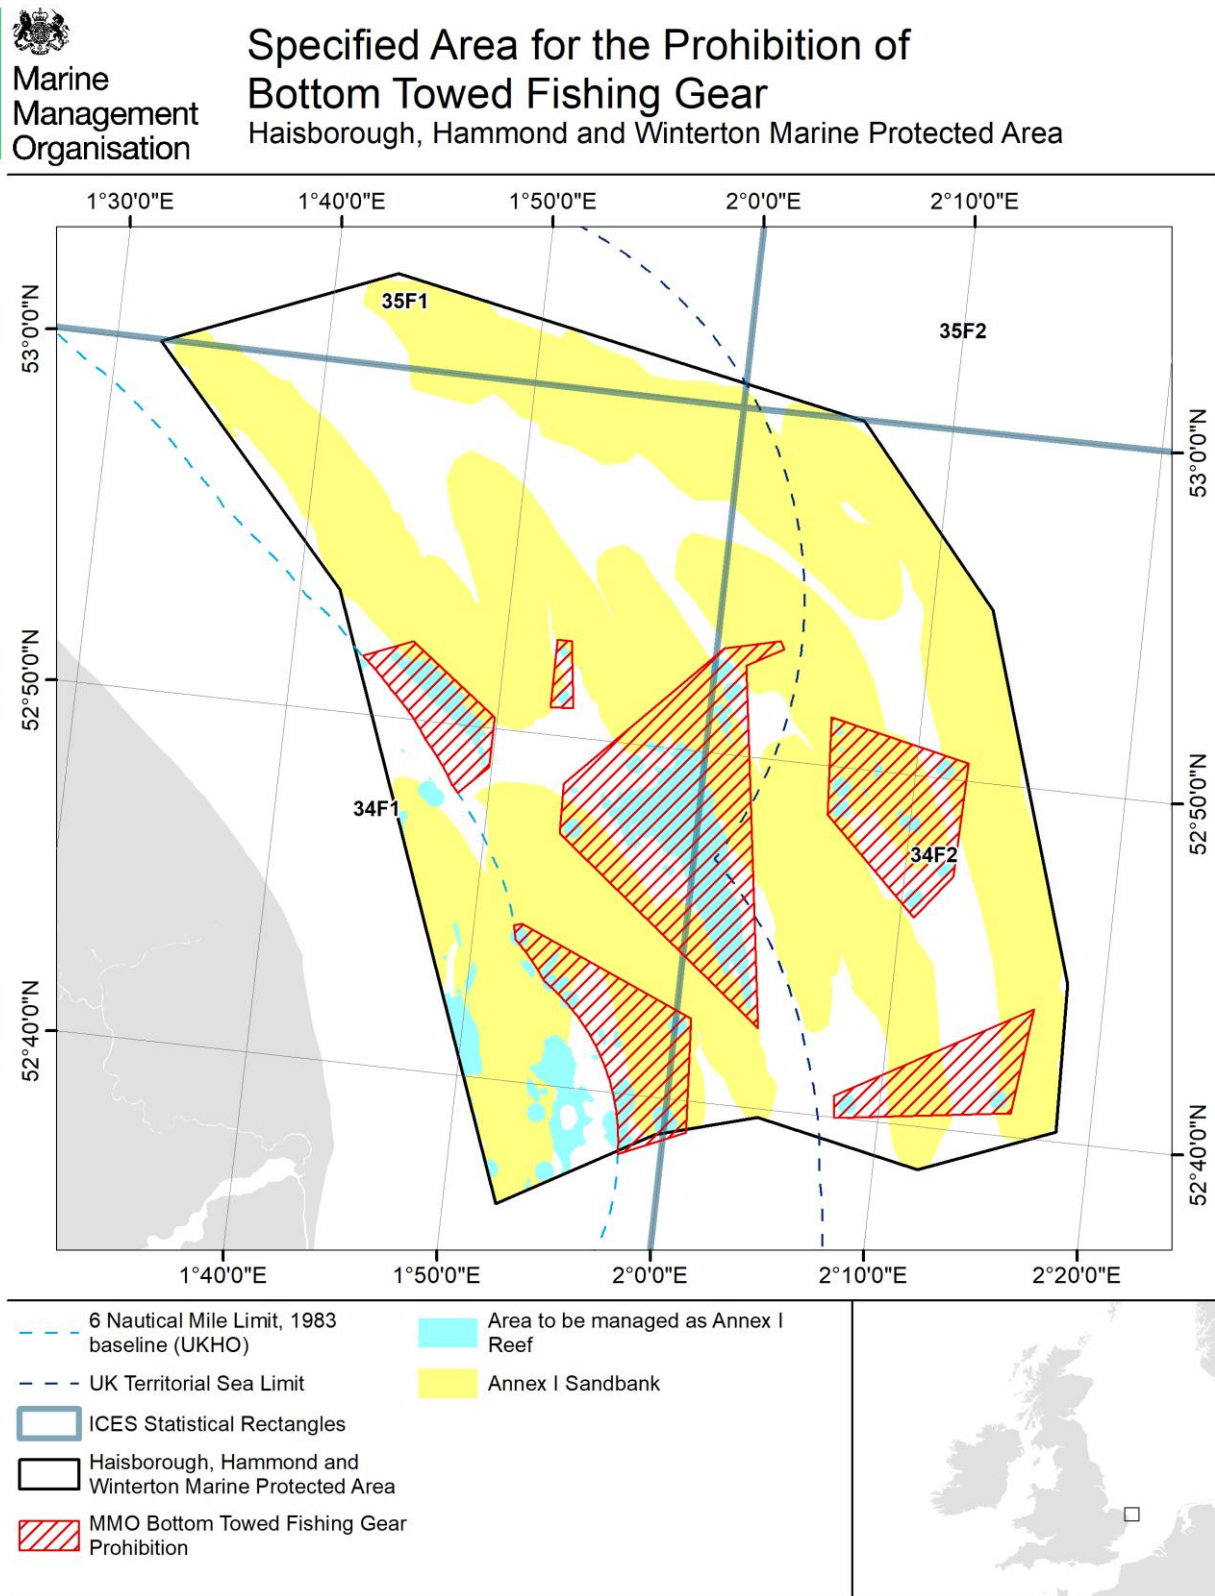 Marine
Management
Organisation
Specified Area for the Prohibition of
Bottom Towed Fishing Gear
Haisborough, Hammond and Winterton Marine Protected Area
1°30'0"E
1°40'0"E
1°50'0"E
2°0'0"E
2°10'0"E
53°0'0"N
35F1
35F2
53°0'0"N
52°50'0"N
34F1
52°50'0"N
34F2
52°40'0"N
52°40'0"N
1°40'0"E
1°50'0"E
2°0'0"E
2°10'0"E
2°20'0"E
6 Nautical Mile Limit, 1983
baseline (UKHO)
UK Territorial Sea Limit
ICES Statistical Rectangles
Haisborough, Hammond and
Winterton Marine Protected Area
MMO Bottom Towed Fishing Gear
Prohibition
Area to be managed as Annex I
Reef
Annex I Sandbank